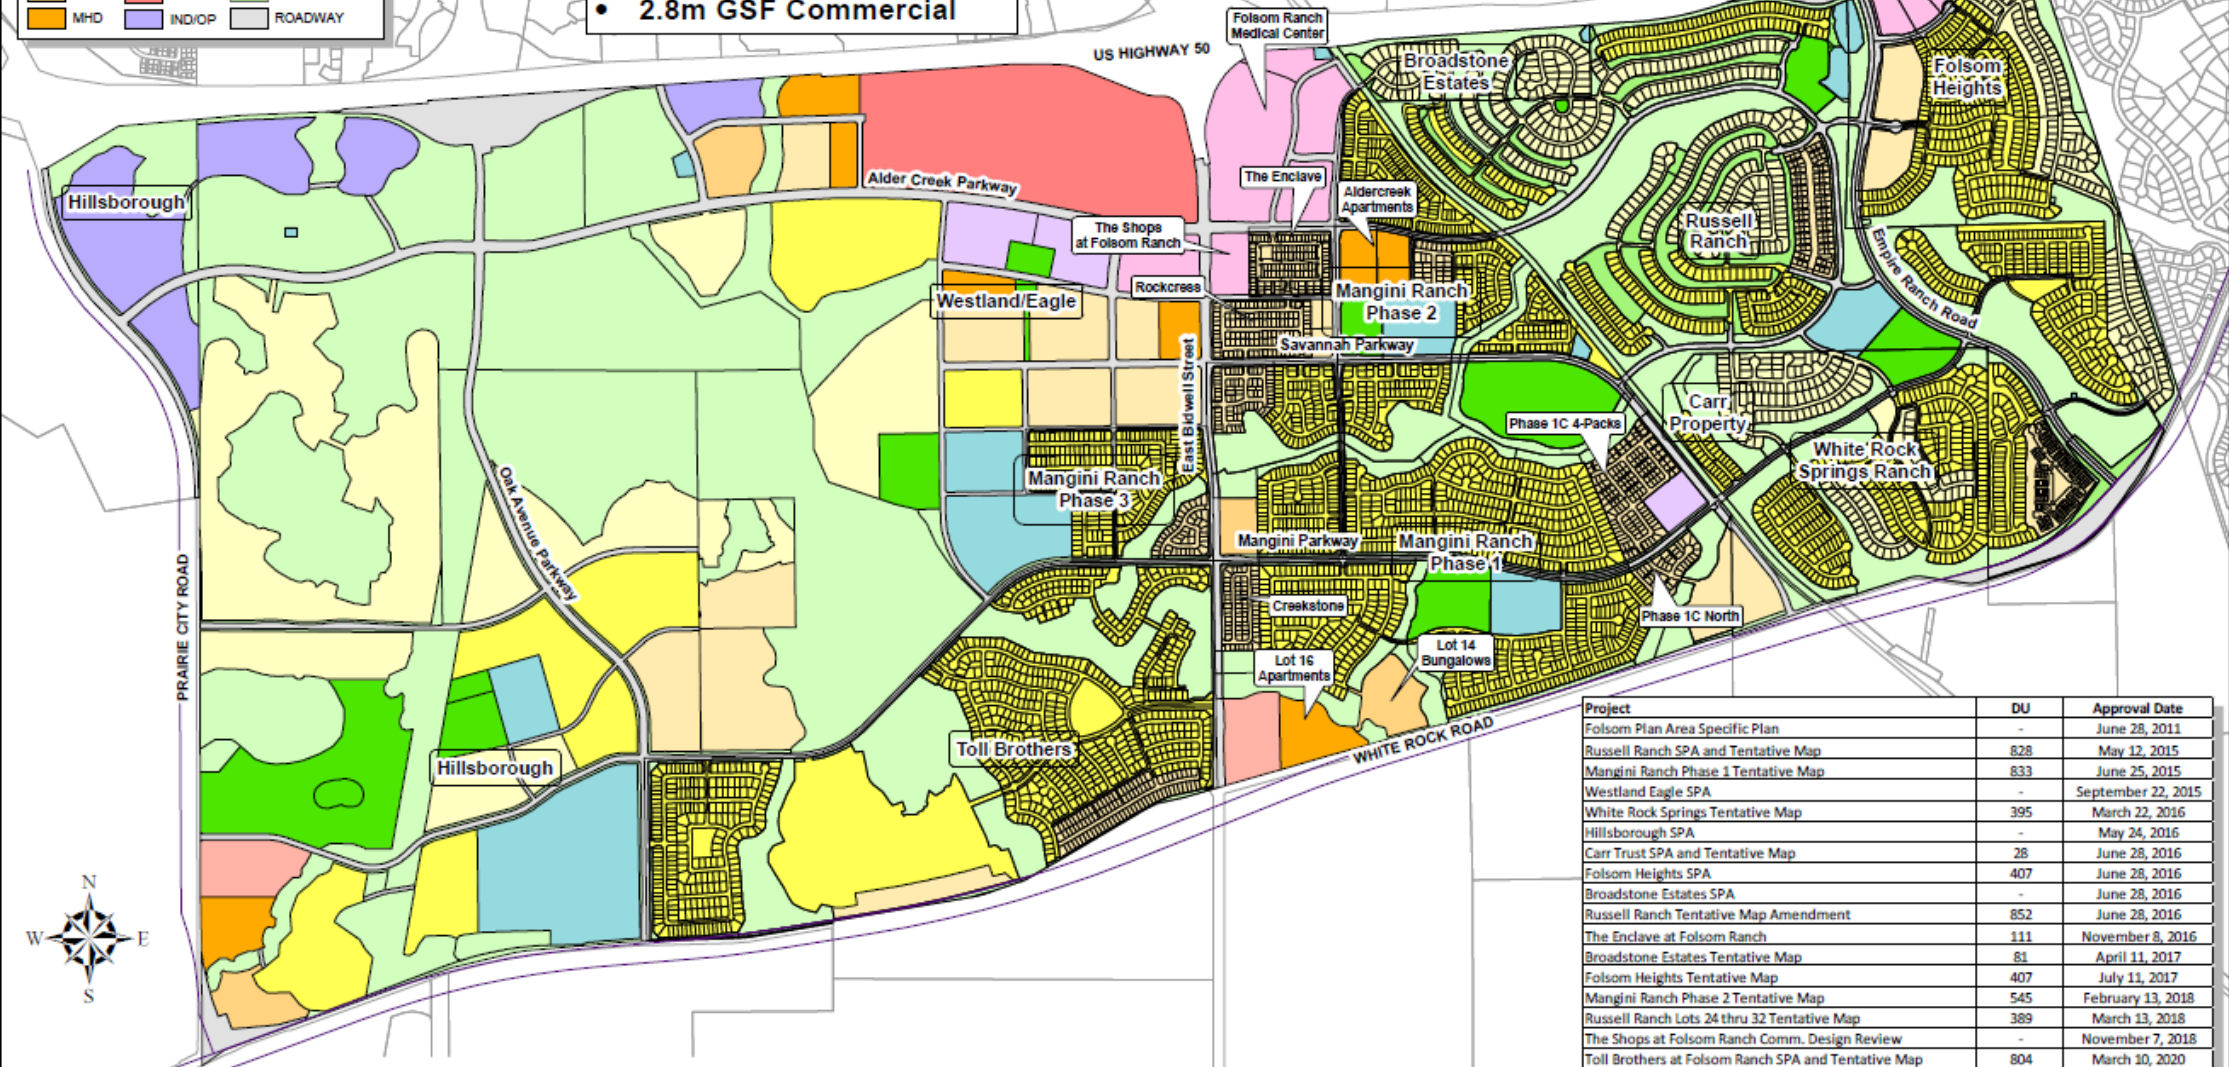 MHD IND/OP ROADWAY
• 2.8m GSF Commercial
Folsom Ranch
Medical Center
US HIGHWAY 50
Broadstone
Estates
Folsom
Heights
Hillsborough
Alder Creek Parkway
The Enclave
Aldercreek
Apartments
The Shops
at Folsom Ranch
Russell
Ranch
Empire Ranch Road
Rockcress
Westland/Eagle
Mangini Ranch
Phase 2
Savannah Parkway
East Bidwell Street
Carr
Property
Phase 1C 4-Packs
White Rock
Springs Ranch
Mangini Ranch
Phase 3
Oak Avenue Parkway
Mangini Parkway
Mangini Ranch
Phase 1
PRAIRIE CITY ROAD
Creekstone
Phase 1C North
Lot 14
Bungalows
Lot 16
Apartments
WHITE ROCK ROAD
Toll Brothers
Hillsborough
N
W E
S
Project DU Approval Date
Folsom Plan Area Specific Plan - June 28, 2011
Russell Ranch SPA and Tentative Map 828 May 12, 2015
Mangini Ranch Phase 1 Tentative Map 833 June 25, 2015
Westland Eagle SPA - September 22, 2015
White Rock Springs Tentative Map 395 March 22, 2016
Hillsborough SPA - May 24, 2016
Carr Trust SPA and Tentative Map 28 June 28, 2016
Folsom Heights SPA 407 June 28, 2016
Broadstone Estates SPA - June 28, 2016
Russell Ranch Tentative Map Amendment 852 June 28, 2016
The Enclave at Folsom Ranch 111 November 8, 2016
Broadstone Estates Tentative Map 81 April 11, 2017
Folsom Heights Tentative Map 407 July 11, 2017
Mangini Ranch Phase 2 Tentative Map 545 February 13, 2018
Russell Ranch Lots 24 thru 32 Tentative Map 389 March 13, 2018
The Shops at Folsom Ranch Comm. Design Review - November 7, 2018
Toll Brothers at Folsom Ranch SPA and Tentative Map 804 March 10, 2020